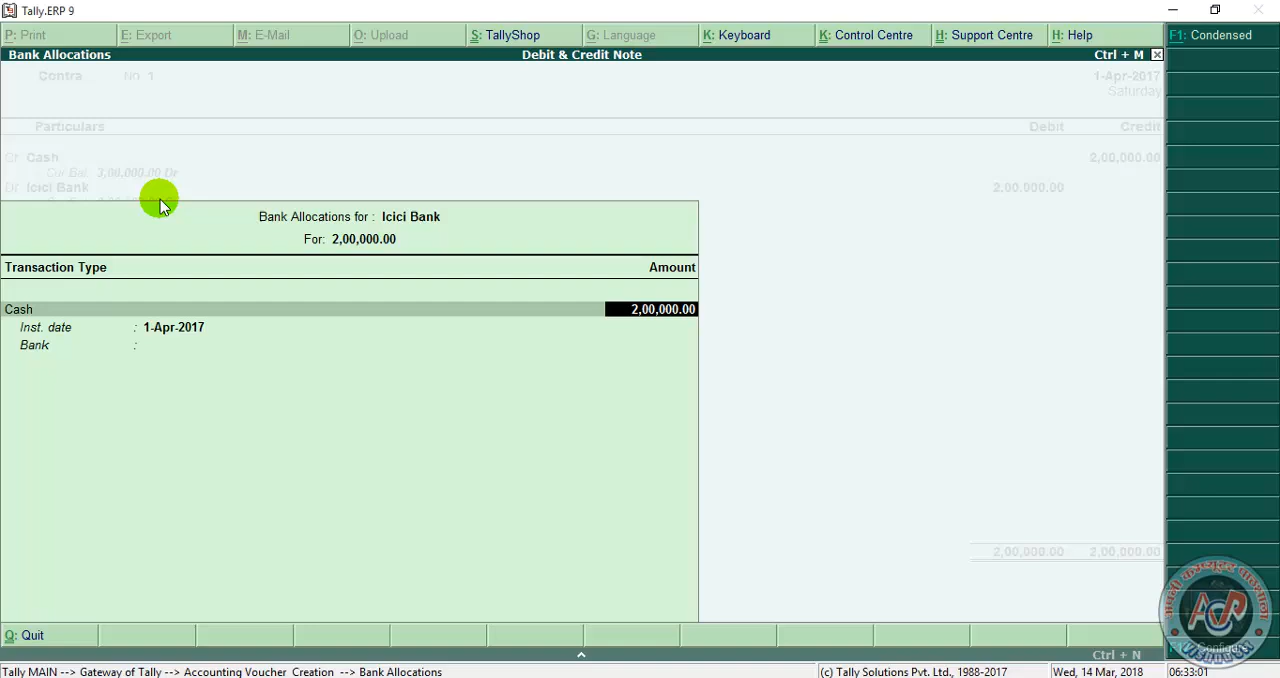 Tally.ERP 9
P: Print E: Export M: E-Mail O: Upload S: TallyShop G: Language K: Keyboard K: Control Centre H: Support Centre H: Help F1: Condensed
Bank Allocations Debit & Credit Note Ctrl + M
Contra No. 1 1-Apr-2017
Saturday
Particulars Debit Credit
Cr Cash 2,00,000.00
Cur Bal: 3,00,000.00 Dr
Dr Icici Bank 2,00,000.00
Bank Allocations for : Icici Bank
For: 2,00,000.00
Transaction Type Amount
Cash 2,00,000.00
Inst. date : 1-Apr-2017
Bank :
2,00,000.00 2,00,000.00
Q: Quit
Ctrl + N
Tally MAIN --> Gateway of Tally --> Accounting Voucher Creation --> Bank Allocations (c) Tally Solutions Pvt. Ltd., 1988-2017 Wed, 14 Mar, 2018 06:33:01